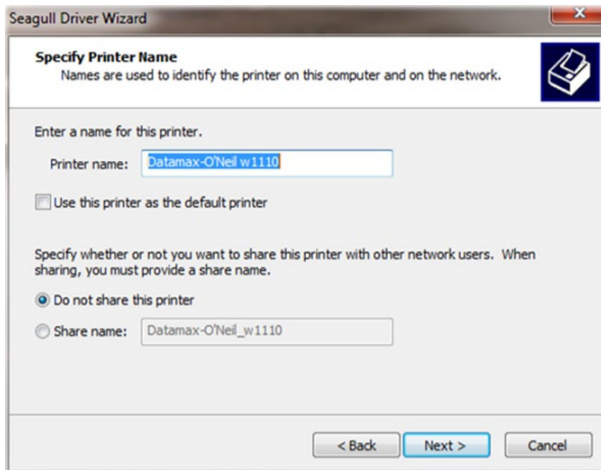 Seagull Driver Wizard
Specify Printer Name
Names are used to identify the printer on this computer and on the network.
Enter a name for this printer.
Printer name: Datamax-O'Neil w1110
Use this printer as the default printer
Specify whether or not you want to share this printer with other network users. When
sharing, you must provide a share name.
Do not share this printer
Share name: Datamax-O'Neil_w1110
< Back Next > Cancel